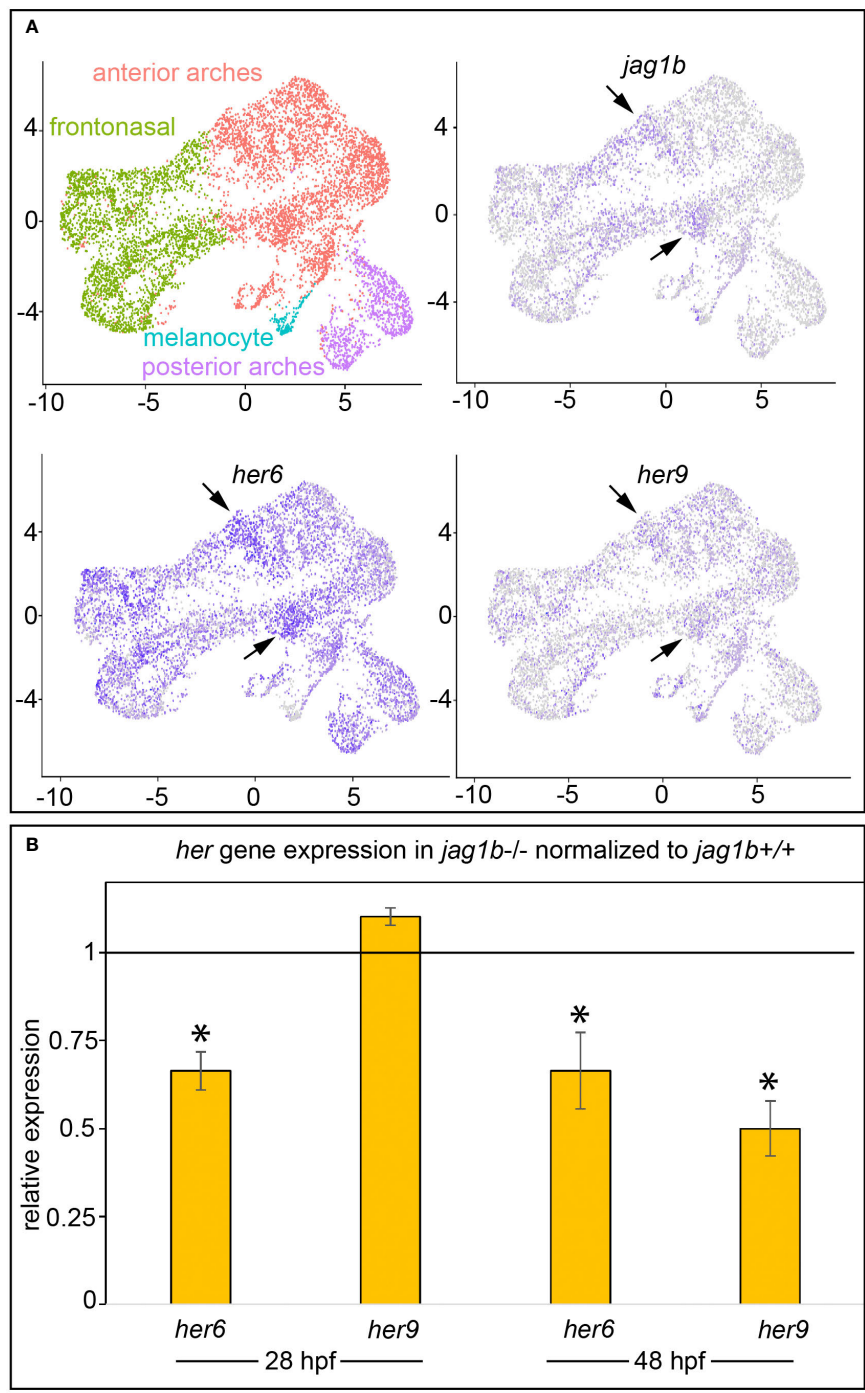 A
anterior arches
frontonasal
melanocyte
posterior arches
4
0
-4
-10 -5 0 5
jag1b
4
0
-4
-10 -5 0 5
her6
4
0
-4
-10 -5 0 5
her9
4
0
-4
-10 -5 0 5
B
her gene expression in jag1b-/- normalized to jag1b+/+
relative expression
1
0.75
0.5
0.25
0
* * *
her6 her9 her6 her9
28 hpf 48 hpf